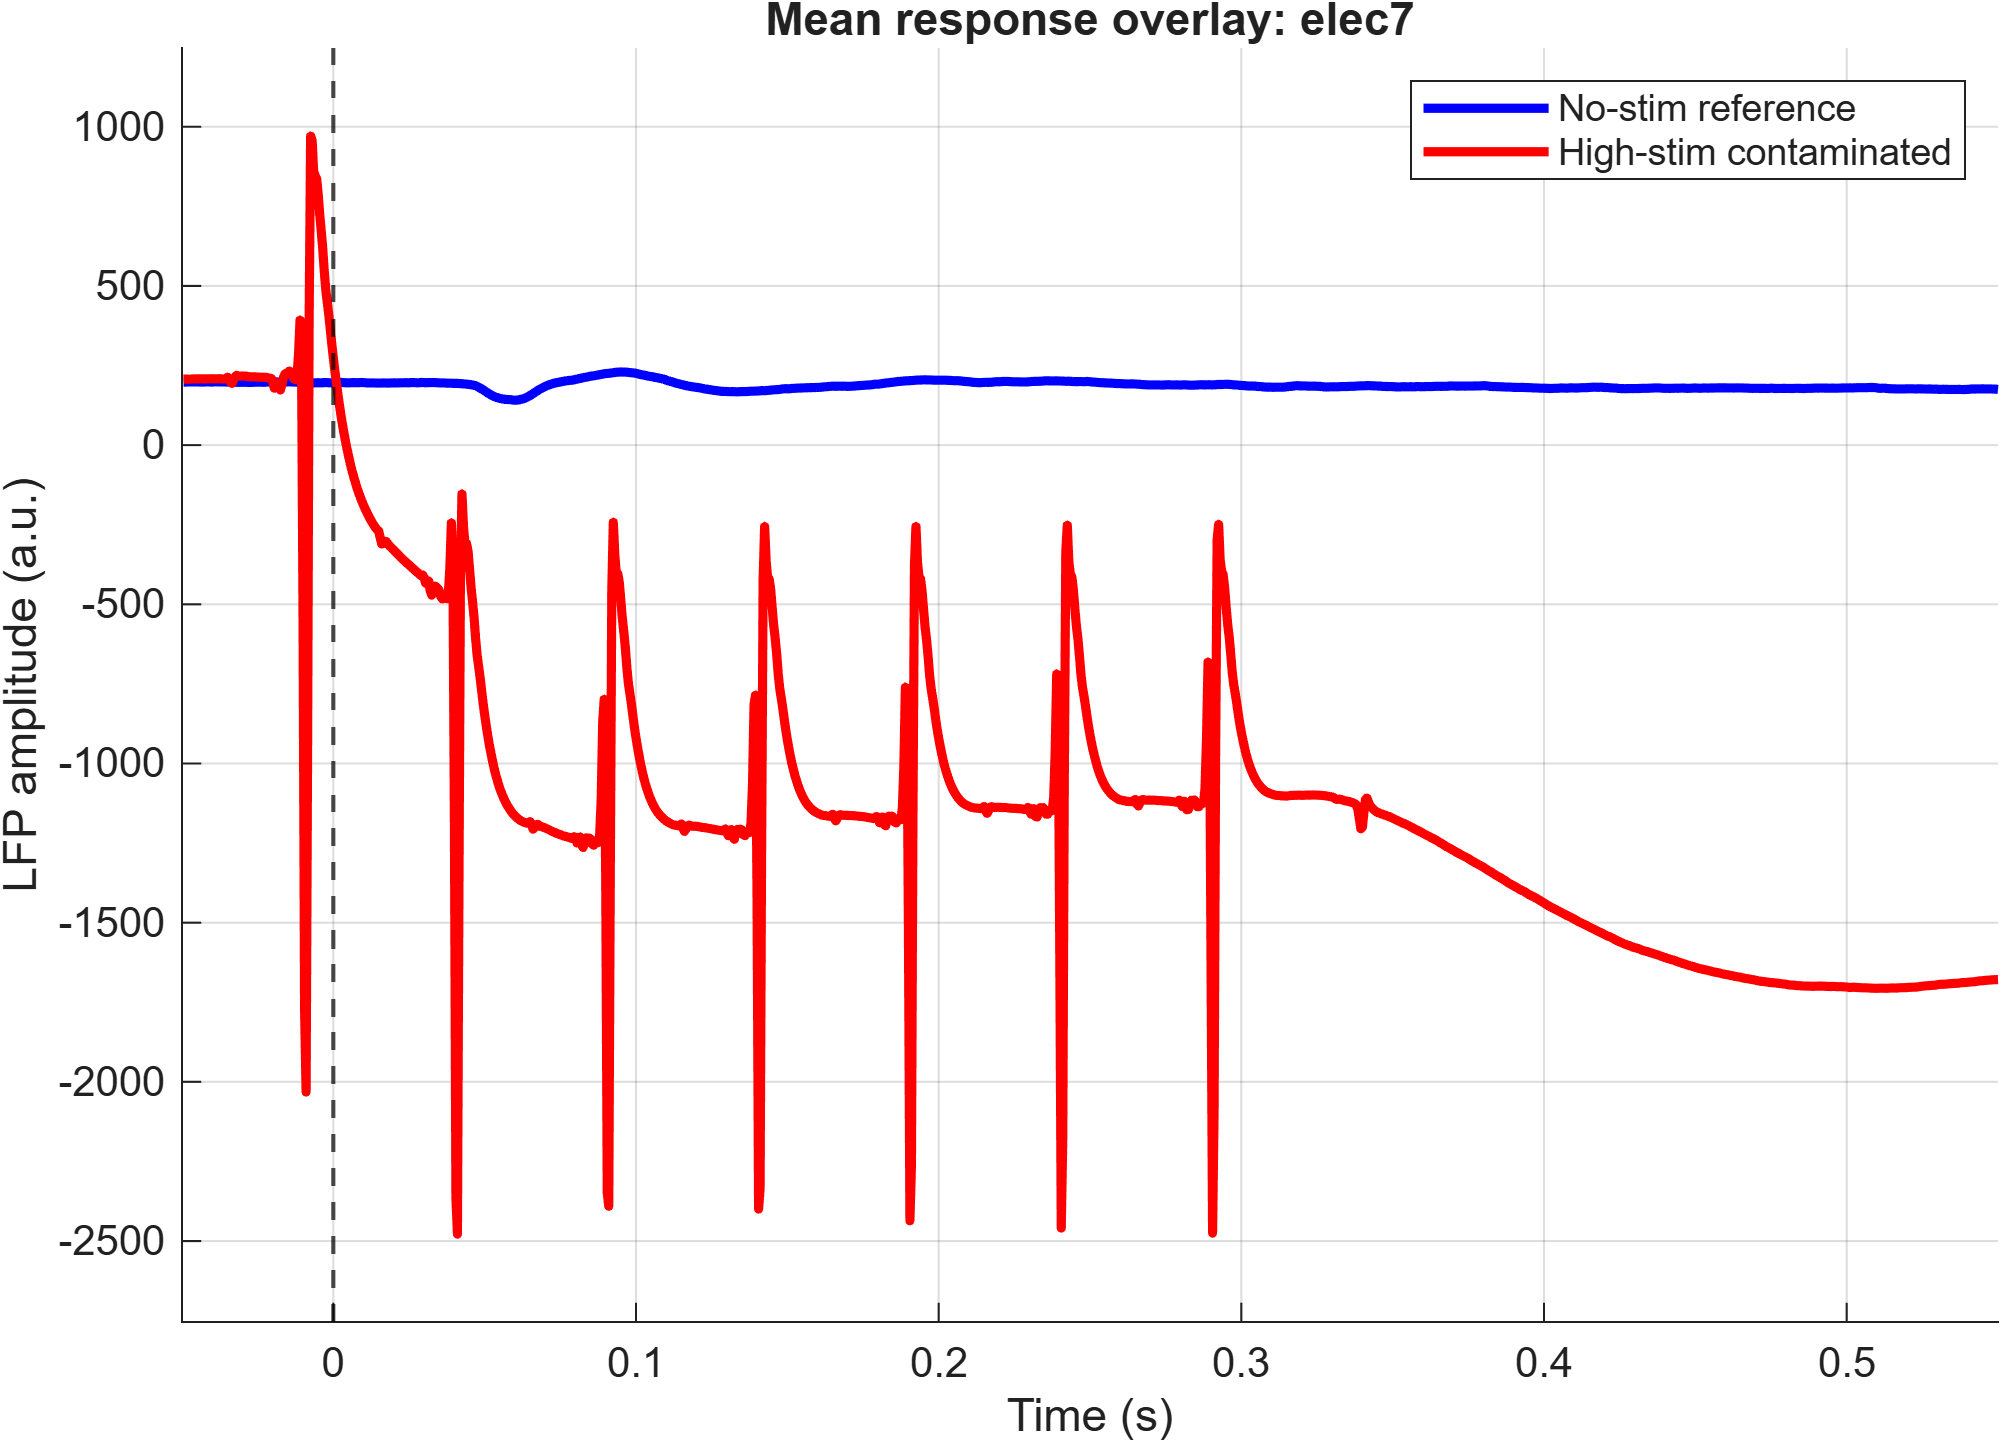 Mean response overlay: elec7
No-stim reference
High-stim contaminated
1000
500
0
-500
-1000
-1500
-2000
-2500
LFP amplitude (a.u.)
0
0.1
0.2
0.3
0.4
0.5
Time (s)